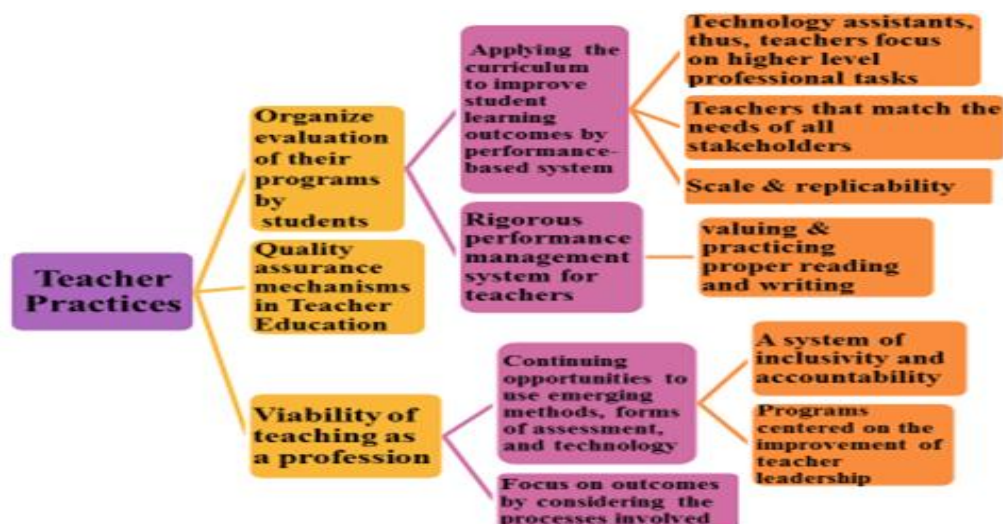 Teacher
Practices
Organize
evaluation
of their
programs
by
students
Quality
assurance
mechanisms
in Teacher
Education
Viability of
teaching as
a profession
Applying the
curriculum
to improve
student
learning
outcomes by
performance-
based system
Rigorous
performance
management
system for
teachers
Continuing
opportunities to
use emerging
methods, forms
of assessment,
and technology
Focus on outcomes
by considering the
processes involved
Technology assistants,
thus, teachers focus
on higher level
professional tasks
Teachers that match the
needs of all
stakeholders
Scale & replicability
valuing &
practicing
proper reading
and writing
A system of
inclusivity and
accountability
Programs
centered on the
improvement of
teacher
leadership